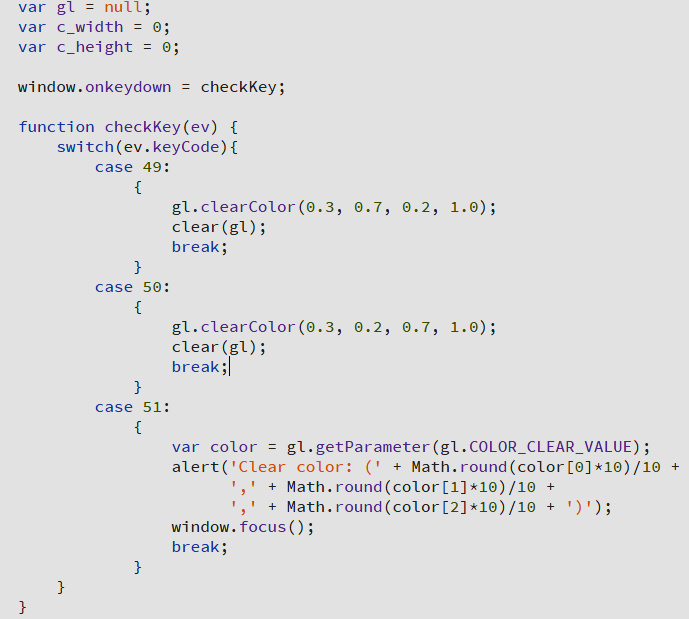 var gl = null;
var c_width = 0;
var c_height = 0;

window.onkeydown = checkKey;

function checkKey(ev) {
    switch(ev.keyCode){
        case 49:
            {
                gl.clearColor(0.3, 0.7, 0.2, 1.0);
                clear(gl);
                break;
            }
        case 50:
            {
                gl.clearColor(0.3, 0.2, 0.7, 1.0);
                clear(gl);
                break;
            }
        case 51:
            {
                var color = gl.getParameter(gl.COLOR_CLEAR_VALUE);
                alert('Clear color: (' + Math.round(color[0]*10)/10 +
                      ',' + Math.round(color[1]*10)/10 +
                      ',' + Math.round(color[2]*10)/10 + ')');
                window.focus();
                break;
            }
    }
}